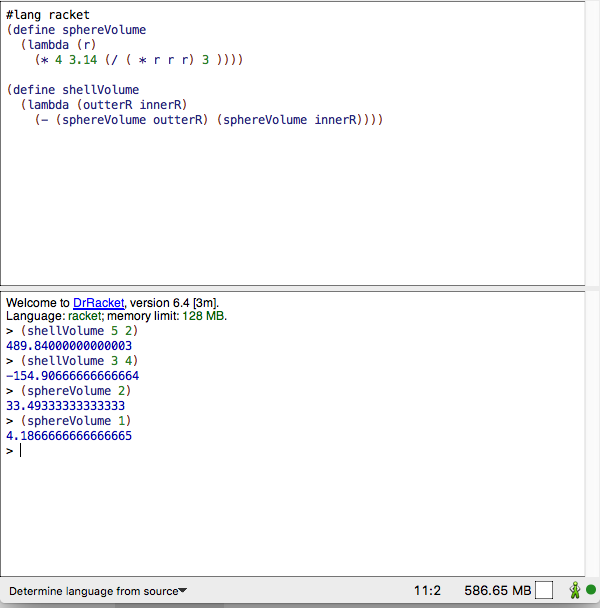 #lang racket
(define sphereVolume
  (lambda (r)
    (* 4 3.14 (/ ( * r r r) 3 ))))

(define shellVolume
  (lambda (outterR innerR)
    (- (sphereVolume outterR) (sphereVolume innerR))))
Welcome to DrRacket, version 6.4 [3m].
Language: racket; memory limit: 128 MB.
> (shellVolume 5 2)
489.84000000000003
> (shellVolume 3 4)
-154.90666666666664
> (sphereVolume 2)
33.49333333333333
> (sphereVolume 1)
4.1866666666666665
>
Determine language from source 11:2 586.65 MB